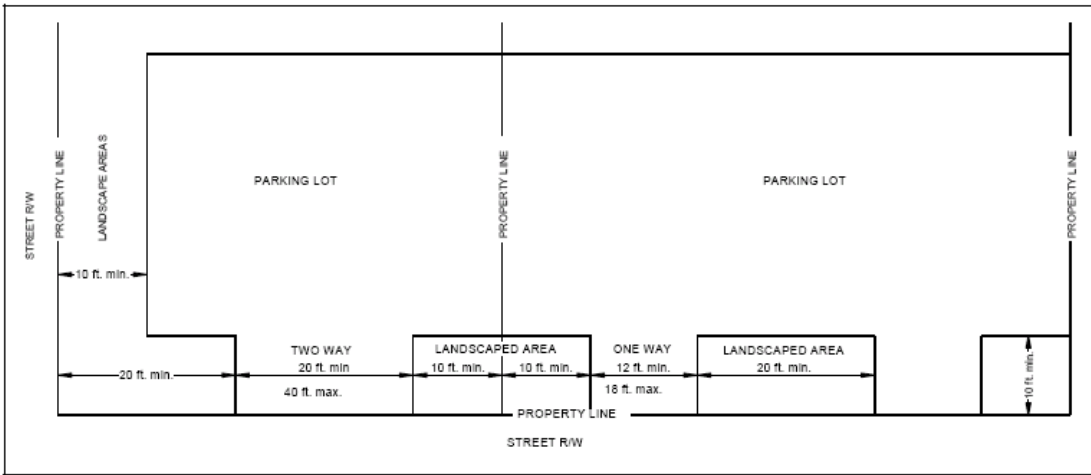 STREET R/W
PROPERTY LINE
LANDSCAPE AREAS
PARKING LOT
PROPERTY LINE
PARKING LOT
PROPERTY LINE
10 ft. min.
TWO WAY
LANDSCAPED AREA
ONE WAY
LANDSCAPED AREA
20 ft. min.
20 ft min
10 ft. min.
10 ft. min.
12 ft. min.
20 ft. min.
10 ft. min.
40 ft. max.
18 ft. max.
PROPERTY LINE
STREET R/W